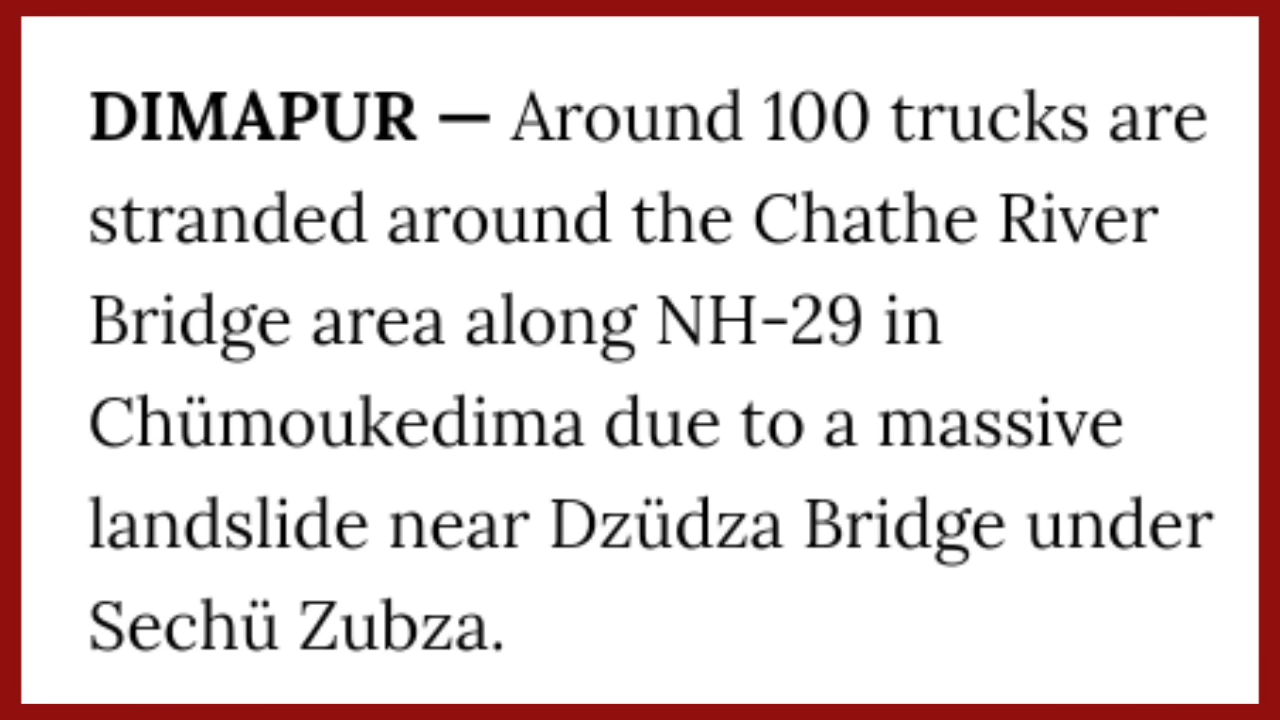 DIMAPUR — Around 100 trucks are
stranded around the Chathe River
Bridge area along NH-29 in
Chümoukedima due to a massive
landslide near Dzüdza Bridge under
Sechü Zubza.